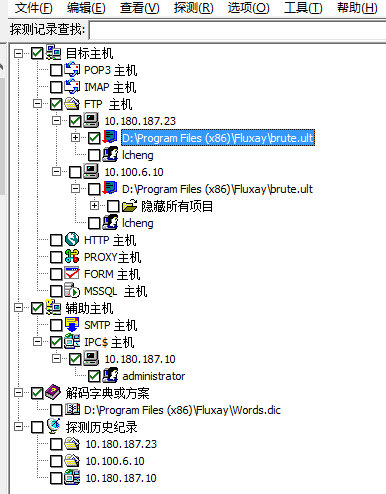 文件(F) 编辑(E) 查看(V) 探测(R) 选项(O) 工具(T) 帮助(H)
探测记录查找:
目标主机
POP3 主机
IMAP 主机
FTP 主机
10.180.187.23
D:\Program Files (x86)\Fluxay\brute.ult
lcheng
10.100.6.10
D:\Program Files (x86)\Fluxay\brute.ult
隐藏所有项目
lcheng
HTTP 主机
PROXY主机
FORM 主机
MSSQL 主机
辅助主机
SMTP 主机
IPC$ 主机
10.180.187.10
administrator
解码字典或方案
D:\Program Files (x86)\Fluxay\Words.dic
探测历史纪录
10.180.187.23
10.100.6.10
10.180.187.10